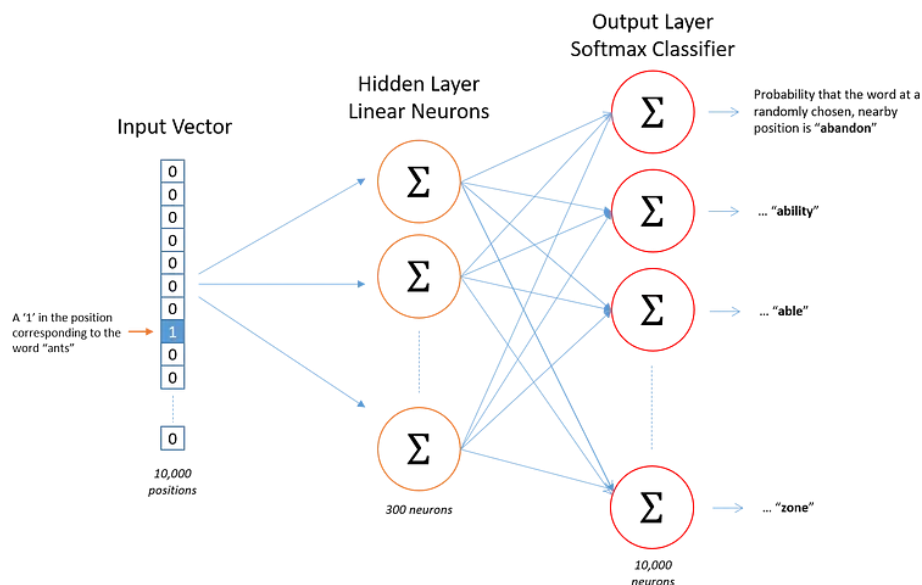 Output Layer
Softmax Classifier
Hidden Layer
Linear Neurons
Input Vector
Probability that the word at a
randomly chosen, nearby
position is “abandon”
... “ability”
... “able”
... “zone”
0
0
0
0
0
0
0
1
0
0
0
A ‘1’ in the position
corresponding to the
word “ants”
10,000
positions
Σ
Σ
Σ
300 neurons
Σ
Σ
Σ
Σ
10,000
neurons